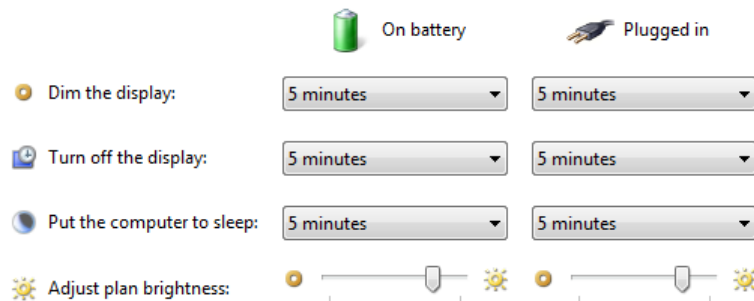 On battery Plugged in
Dim the display: 5 minutes 5 minutes
Turn off the display: 5 minutes 5 minutes
Put the computer to sleep: 5 minutes 5 minutes
Adjust plan brightness: